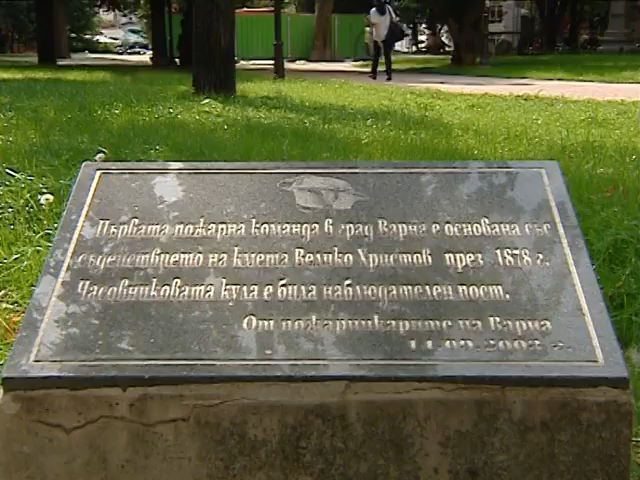 Първата пожарна команда в град Варна е основана със
съдействието на кмета Велико Христов през 1878 г.
Часовниковата кула е била наблюдателен пост.
От пожарникарите на Варна
г.